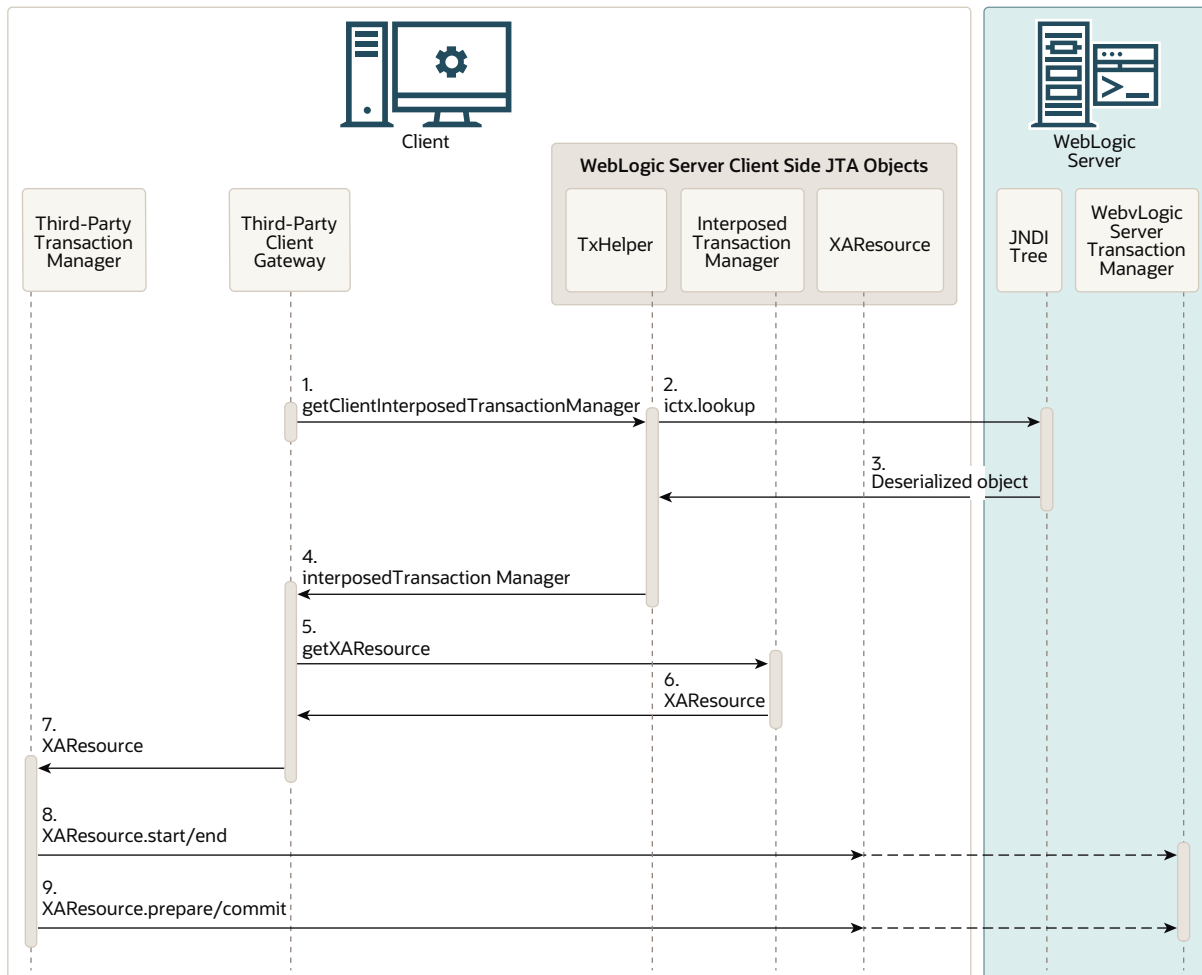 Client
WebLogic
Server
WebLogic Server Client Side JTA Objects
Third-Party
Transaction
Manager
Third-Party
Client
Gateway
TxHelper
Interposed
Transaction
Manager
XAResource
JNDI
Tree
WebvLogic
Server
Transaction
Manager
1.
getClientInterposedTransactionManager
2.
ictx.lookup
3.
Deserialized object
4.
interposedTransaction Manager
5.
getXAResource
6.
XAResource
7.
XAResource
8.
XAResource.start/end
9.
XAResource.prepare/commit